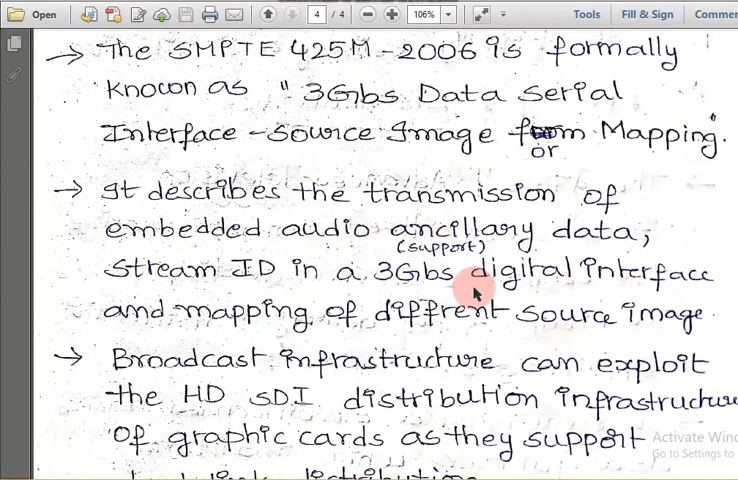 Open
4 / 4
106%
Tools
Fill & Sign
Commen
→ The SMPTE 425M-2006 is formally
known as "3Gbs Data Serial
Interface - Source Image form Mapping"
or
→ It describes the transmission of
embedded audio ancillary data,
(support)
stream ID in a 3Gbs digital interface
and mapping of diffrent source image.
→ Broadcast infrastructure can exploit
the HD SDI distribution infrastructure
of graphic cards as they support
Activate Wind
Go to Settings to
distribution